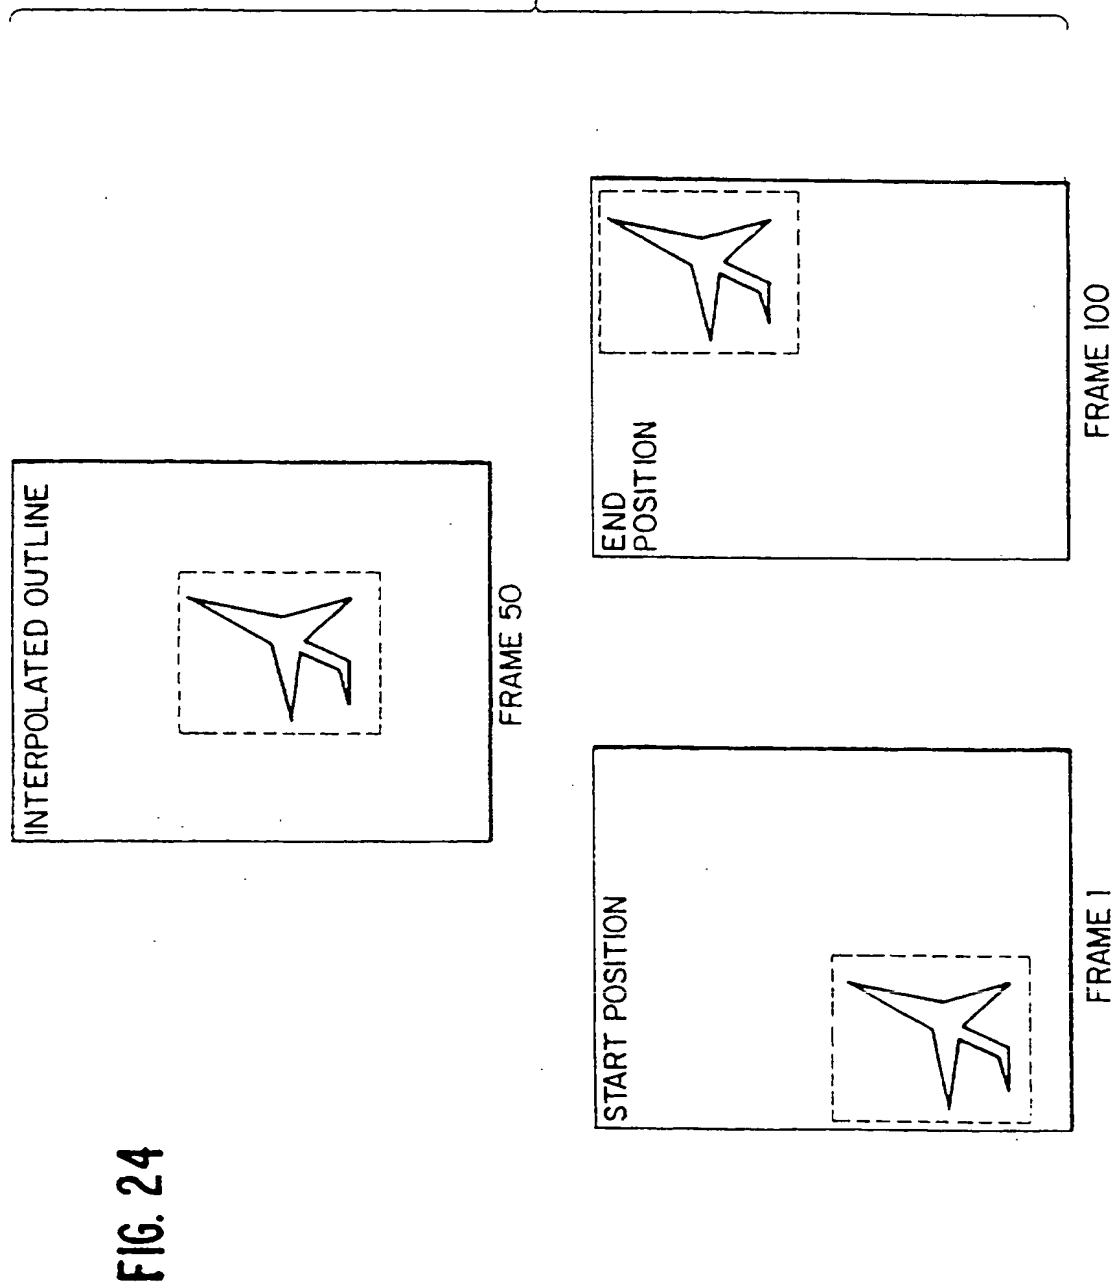 FIG. 24
INTERPOLATED OUTLINE
FRAME 50
START POSITION
FRAME 1
END
POSITION
FRAME 100